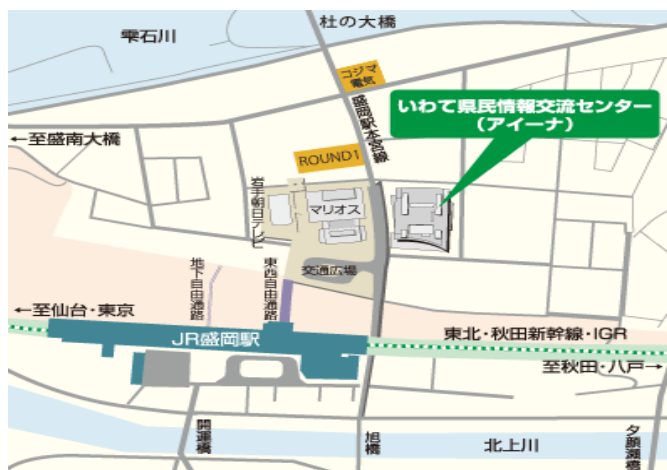 雫石川
杜の大橋
コジマ
電気
盛岡駅本宮線
いわて県民情報交流センター
(アイーナ)
←至盛南大橋
ROUND1
岩手朝日テレビ
マリオス
交通広場
地下自由通路
東西自由通路
←至仙台・東京
JR盛岡駅
東北・秋田新幹線・IGR
至秋田・八戸→
開運橋
旭橋
北上川
夕顔瀬橋